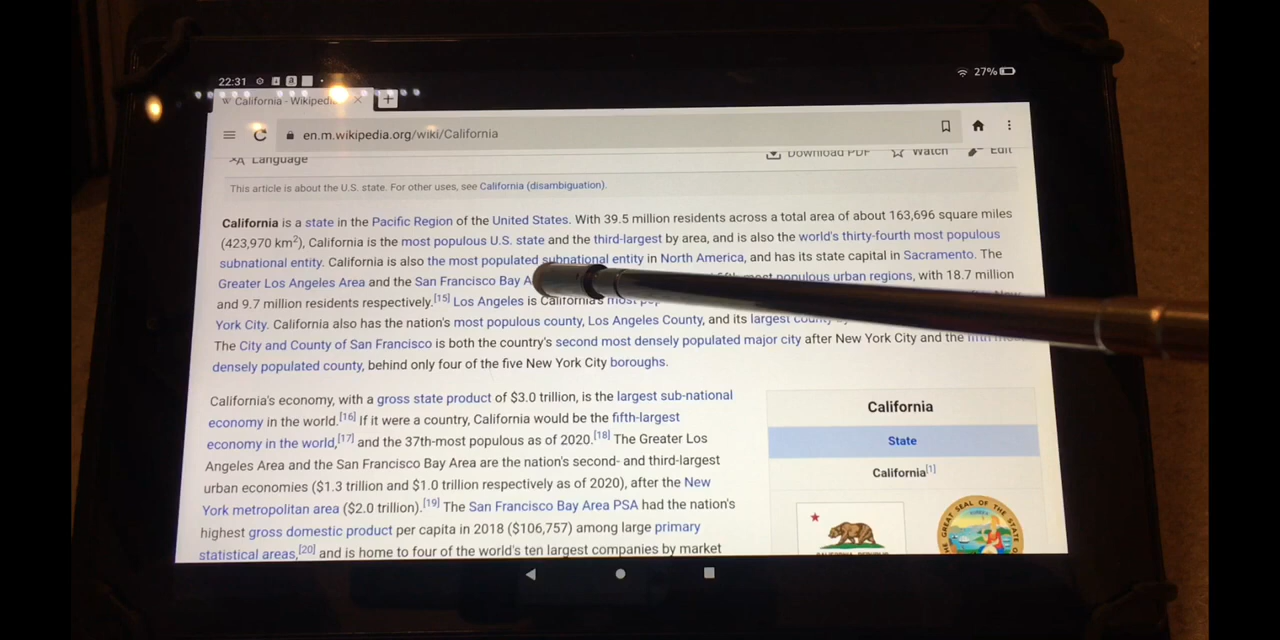 22:31
27%
California - Wikipedi
en.m.wikipedia.org/wiki/California
Language Download PDF Watch Edit
This article is about the U.S. state. For other uses, see California (disambiguation).
California is a state in the Pacific Region of the United States. With 39.5 million residents across a total area of about 163,696 square miles
(423,970 km2), California is the most populous U.S. state and the third-largest by area, and is also the world's thirty-fourth most populous
subnational entity. California is also the most populated subnational entity in North America, and has its state capital in Sacramento. The
Greater Los Angeles Area and the San Francisco Bay A most populous urban regions, with 18.7 million
and 9.7 million residents respectively.[15] Los Angeles is California's most
York City. California also has the nation's most populous county, Los Angeles County, and its largest
The City and County of San Francisco is both the country's second most densely populated major city after New York City and the
densely populated county, behind only four of the five New York City boroughs.
California's economy, with a gross state product of $3.0 trillion, is the largest sub-national
economy in the world.[16] If it were a country, California would be the fifth-largest
economy in the world,[17] and the 37th-most populous as of 2020.[18] The Greater Los
Angeles Area and the San Francisco Bay Area are the nation's second- and third-largest
urban economies ($1.3 trillion and $1.0 trillion respectively as of 2020), after the New
York metropolitan area ($2.0 trillion).[19] The San Francisco Bay Area PSA had the nation's
highest gross domestic product per capita in 2018 ($106,757) among large primary
statistical areas,[20] and is home to four of the world's ten largest companies by market
California
State
California[1]